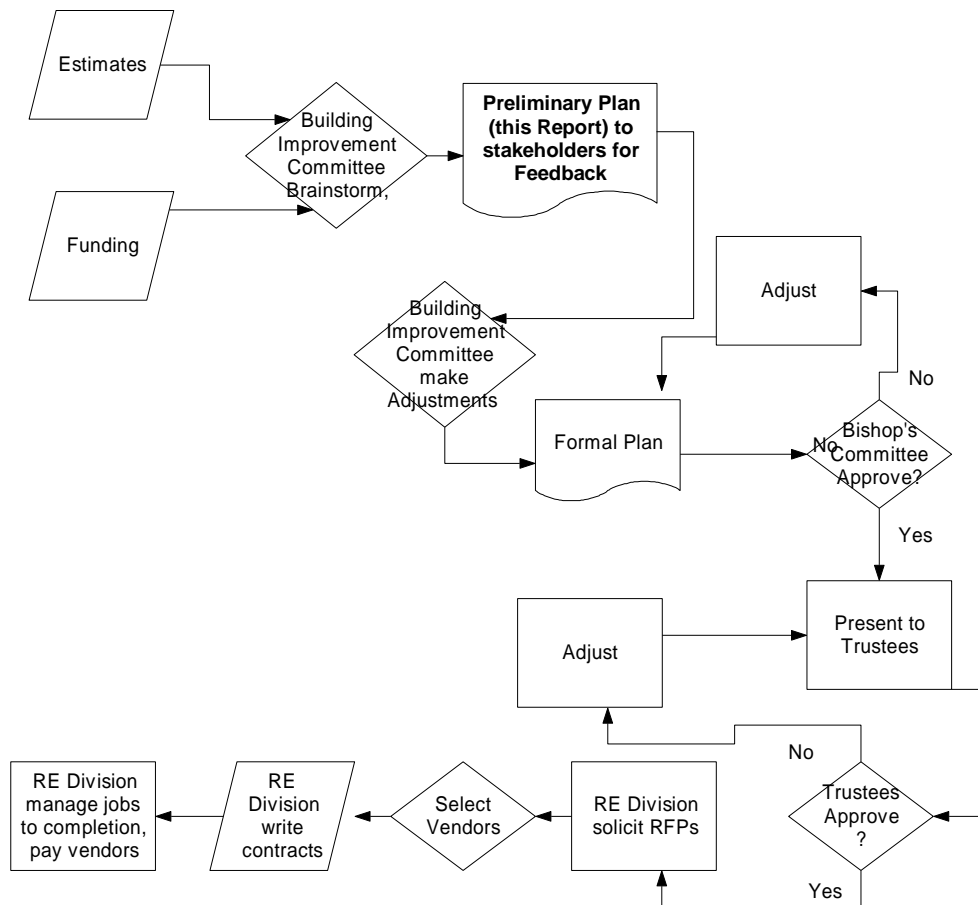 Estimates
Building
Improvement
Committee
Brainstorm,
Preliminary Plan
(this Report) to
stakeholders for
Feedback
Funding
Adjust
Building
Improvement
Committee
make
Adjustments
No
Formal Plan
No
Bishop's
Committee
Approve?
Yes
Adjust
Present to
Trustees
No
RE Division
manage jobs
to completion,
pay vendors
RE
Division
write
contracts
Select
Vendors
RE Division
solicit RFPs
Trustees
Approve
?
Yes